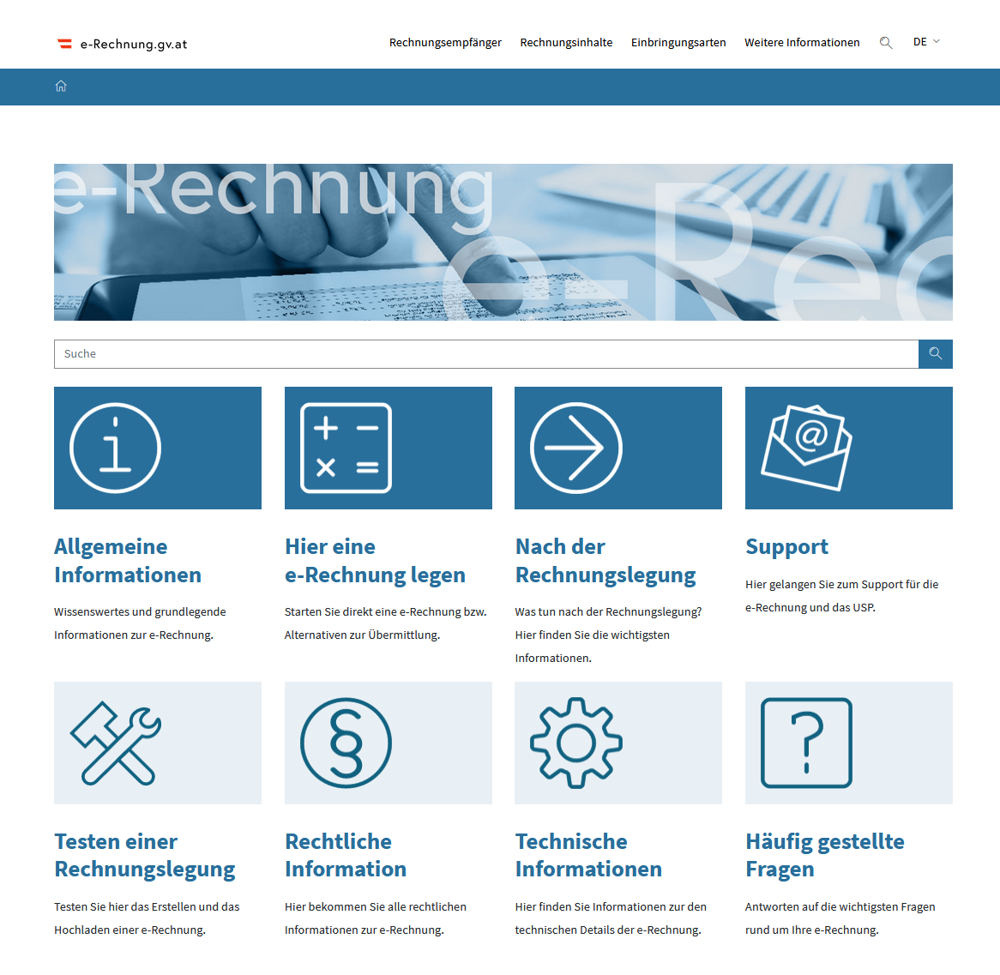 e-Rechnung.gv.at
Rechnungsempfänger Rechnungsinhalte Einbringungsarten Weitere Informationen DE
e-Rechnung
e-Rec
Suche
Allgemeine
Informationen
Wissenswertes und grundlegende
Informationen zur e-Rechnung.
Hier eine
e-Rechnung legen
Starten Sie direkt eine e-Rechnung bzw.
Alternativen zur Übermittlung.
Nach der
Rechnungslegung
Was tun nach der Rechnungslegung?
Hier finden Sie die wichtigsten
Informationen.
Support
Hier gelangen Sie zum Support für die
e-Rechnung und das USP.
Testen einer
Rechnungslegung
Testen Sie hier das Erstellen und das
Hochladen einer e-Rechnung.
Rechtliche
Information
Hier bekommen Sie alle rechtlichen
Informationen zur e-Rechnung.
Technische
Informationen
Hier finden Sie Informationen zur den
technischen Details der e-Rechnung.
Häufig gestellte
Fragen
Antworten auf die wichtigsten Fragen
rund um Ihre e-Rechnung.